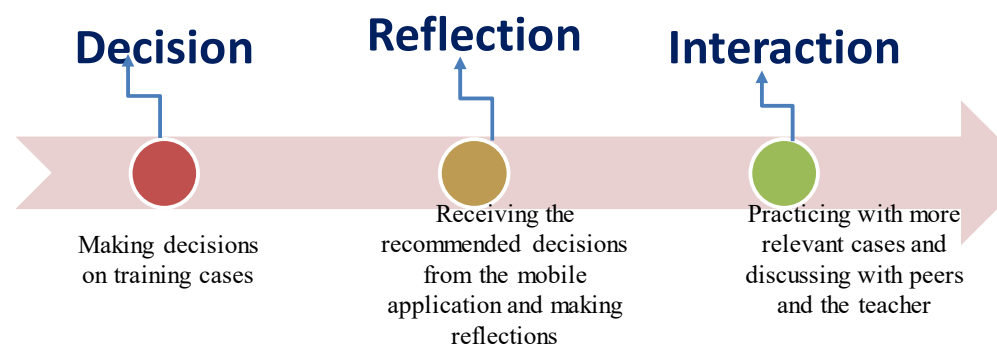 Decision
Reflection
Interaction
Making decisions
on training cases
Receiving the
recommended decisions
from the mobile
application and making
reflections
Practicing with more
relevant cases and
discussing with peers
and the teacher